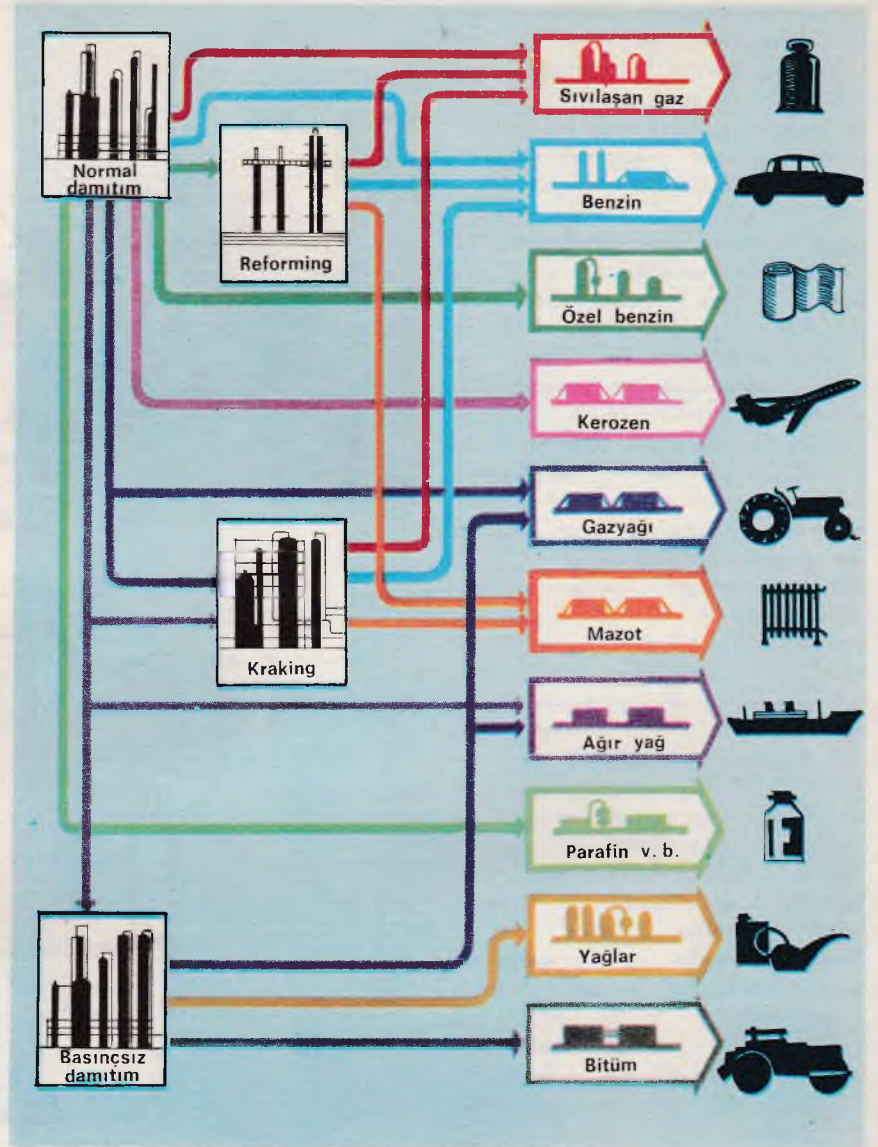 Normal
damıtım
Reforming
Kraking
Basınçsız
damıtım
Sıvılaşan gaz
Benzin
Özel benzin
Kerozen
Gazyağı
Mazot
Ağır yağ
Parafin v.b.
Yağlar
Bitüm